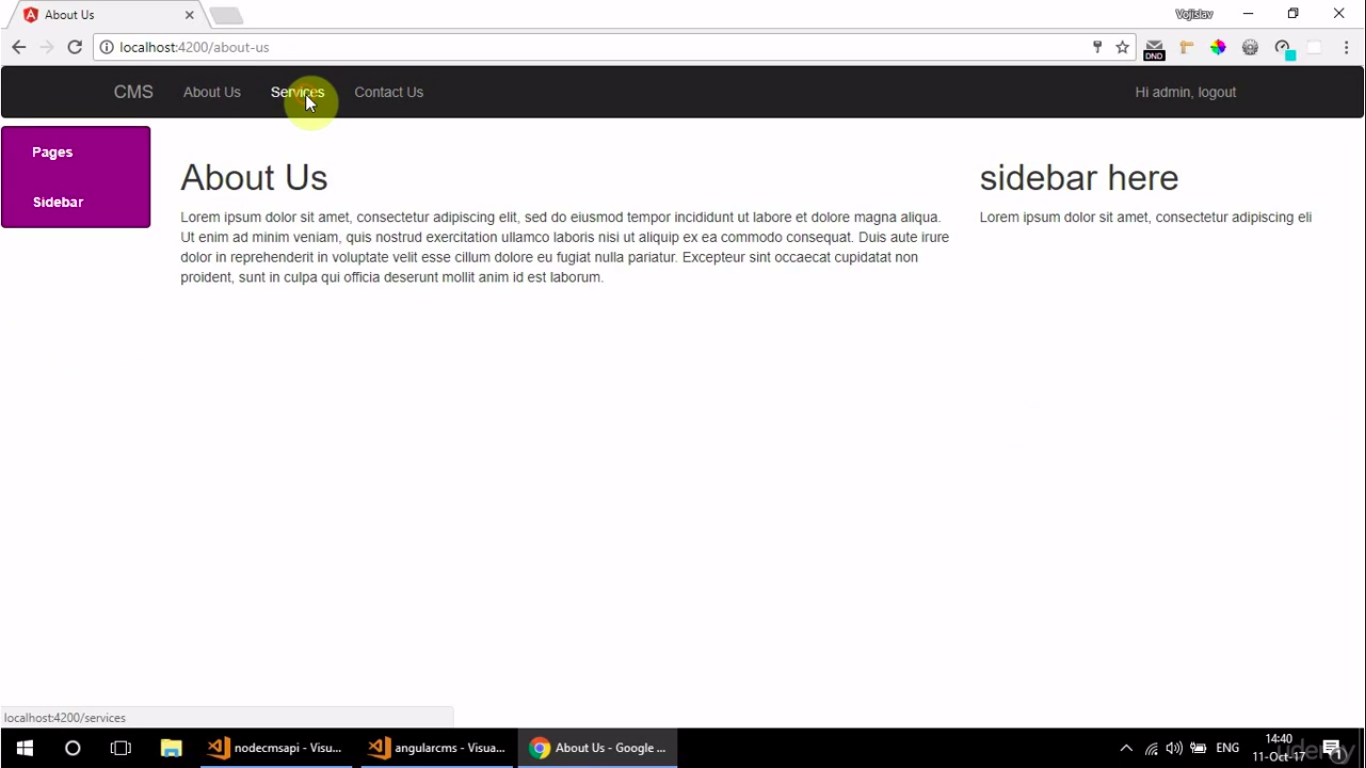 About Us
Vojislav
localhost:4200/about-us
DND
CMS
About Us
Services
Contact Us
Hi admin, logout
Pages
Sidebar
About Us
Lorem ipsum dolor sit amet, consectetur adipiscing elit, sed do eiusmod tempor incididunt ut labore et dolore magna aliqua.
Ut enim ad minim veniam, quis nostrud exercitation ullamco laboris nisi ut aliquip ex ea commodo consequat. Duis aute irure
dolor in reprehenderit in voluptate velit esse cillum dolore eu fugiat nulla pariatur. Excepteur sint occaecat cupidatat non
proident, sunt in culpa qui officia deserunt mollit anim id est laborum.
sidebar here
Lorem ipsum dolor sit amet, consectetur adipiscing eli
localhost:4200/services
nodecmsapi - Visu...
angularcms - Visua...
About Us - Google ...
ENG
14:40
11-Oct-17
1
udemy